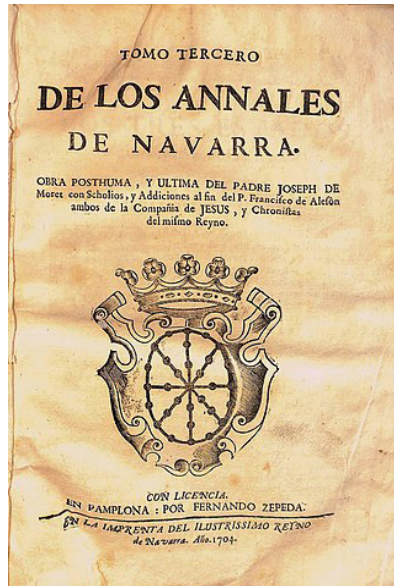 TOMO TERCERO
DE LOS ANNALES
DE NAVARRA.
OBRA POSTHUMA, Y ULTIMA DEL PADRE JOSEPH DE
Moret con Scholios, y Addiciones al fin del P. Francisco de Alesòn
ambos de la Compañia de JESUS, y Chronistas
del mismo Reyno.
CON LICENCIA.
EN PAMPLONA: POR FERNANDO ZEPEDA.
EN LA IMPRENTA DEL ILUSTRISSIMO REYNO
de Navarra. Año. 1704.